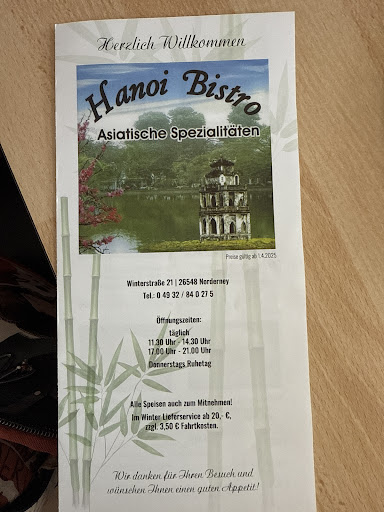 Herzlich Willkommen
Hanoi Bistro
Asiatische Spezialitäten
Preise gültig ab 1.4.2025
Winterstraße 21 | 26548 Norderney
Tel.: 0 49 32 / 84 0 27 5
Öffnungszeiten:
täglich
11.30 Uhr - 14.30 Uhr
17.00 Uhr - 21.00 Uhr
Donnerstags Ruhetag
Alle Speisen auch zum Mitnehmen!
Im Winter Lieferservice ab 20,- €,
zzgl. 3,50 € Fahrtkosten.
Wir danken für Ihren Besuch und
wünschen Ihnen einen guten Appetit!